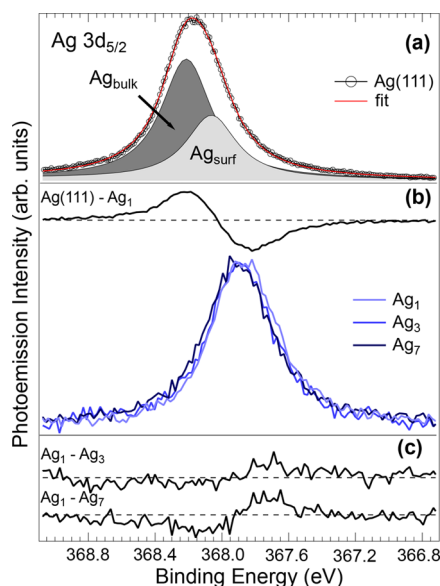 Ag 3d5/2
(a)
Agbulk
Ag(111)
fit
Agsurf
(b)
Ag(111) - Ag1
Ag1
Ag3
Ag7
(c)
Ag1 - Ag3
Ag1 - Ag7
368.8 368.4 368.0 367.6 367.2 366.8
Binding Energy (eV)
Photoemission Intensity (arb. units)